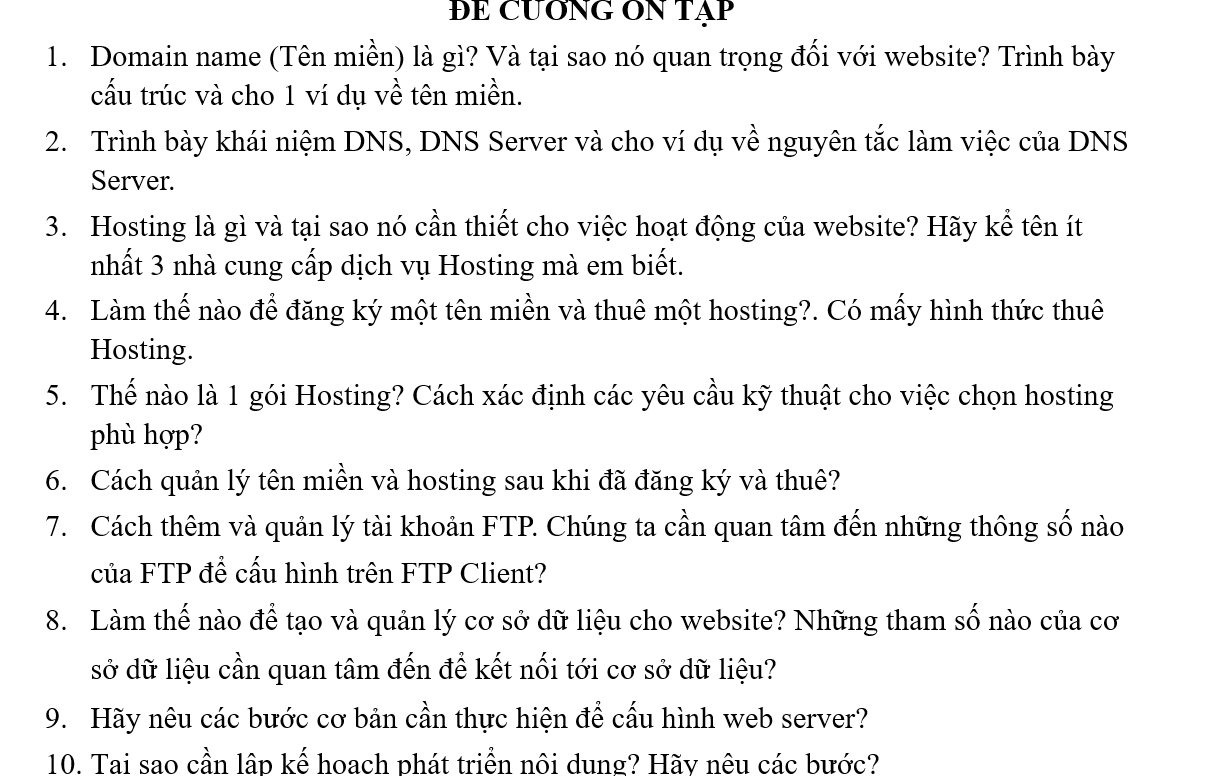 ĐỀ CƯƠNG ÔN TẬP
1. Domain name (Tên miền) là gì? Và tại sao nó quan trọng đối với website? Trình bày
cấu trúc và cho 1 ví dụ về tên miền.
2. Trình bày khái niệm DNS, DNS Server và cho ví dụ về nguyên tắc làm việc của DNS
Server.
3. Hosting là gì và tại sao nó cần thiết cho việc hoạt động của website? Hãy kể tên ít
nhất 3 nhà cung cấp dịch vụ Hosting mà em biết.
4. Làm thế nào để đăng ký một tên miền và thuê một hosting?. Có mấy hình thức thuê
Hosting.
5. Thế nào là 1 gói Hosting? Cách xác định các yêu cầu kỹ thuật cho việc chọn hosting
phù hợp?
6. Cách quản lý tên miền và hosting sau khi đã đăng ký và thuê?
7. Cách thêm và quản lý tài khoản FTP. Chúng ta cần quan tâm đến những thông số nào
của FTP để cấu hình trên FTP Client?
8. Làm thế nào để tạo và quản lý cơ sở dữ liệu cho website? Những tham số nào của cơ
sở dữ liệu cần quan tâm đến để kết nối tới cơ sở dữ liệu?
9. Hãy nêu các bước cơ bản cần thực hiện để cấu hình web server?
10. Tại sao cần lập kế hoạch phát triển nội dung? Hãy nêu các bước?